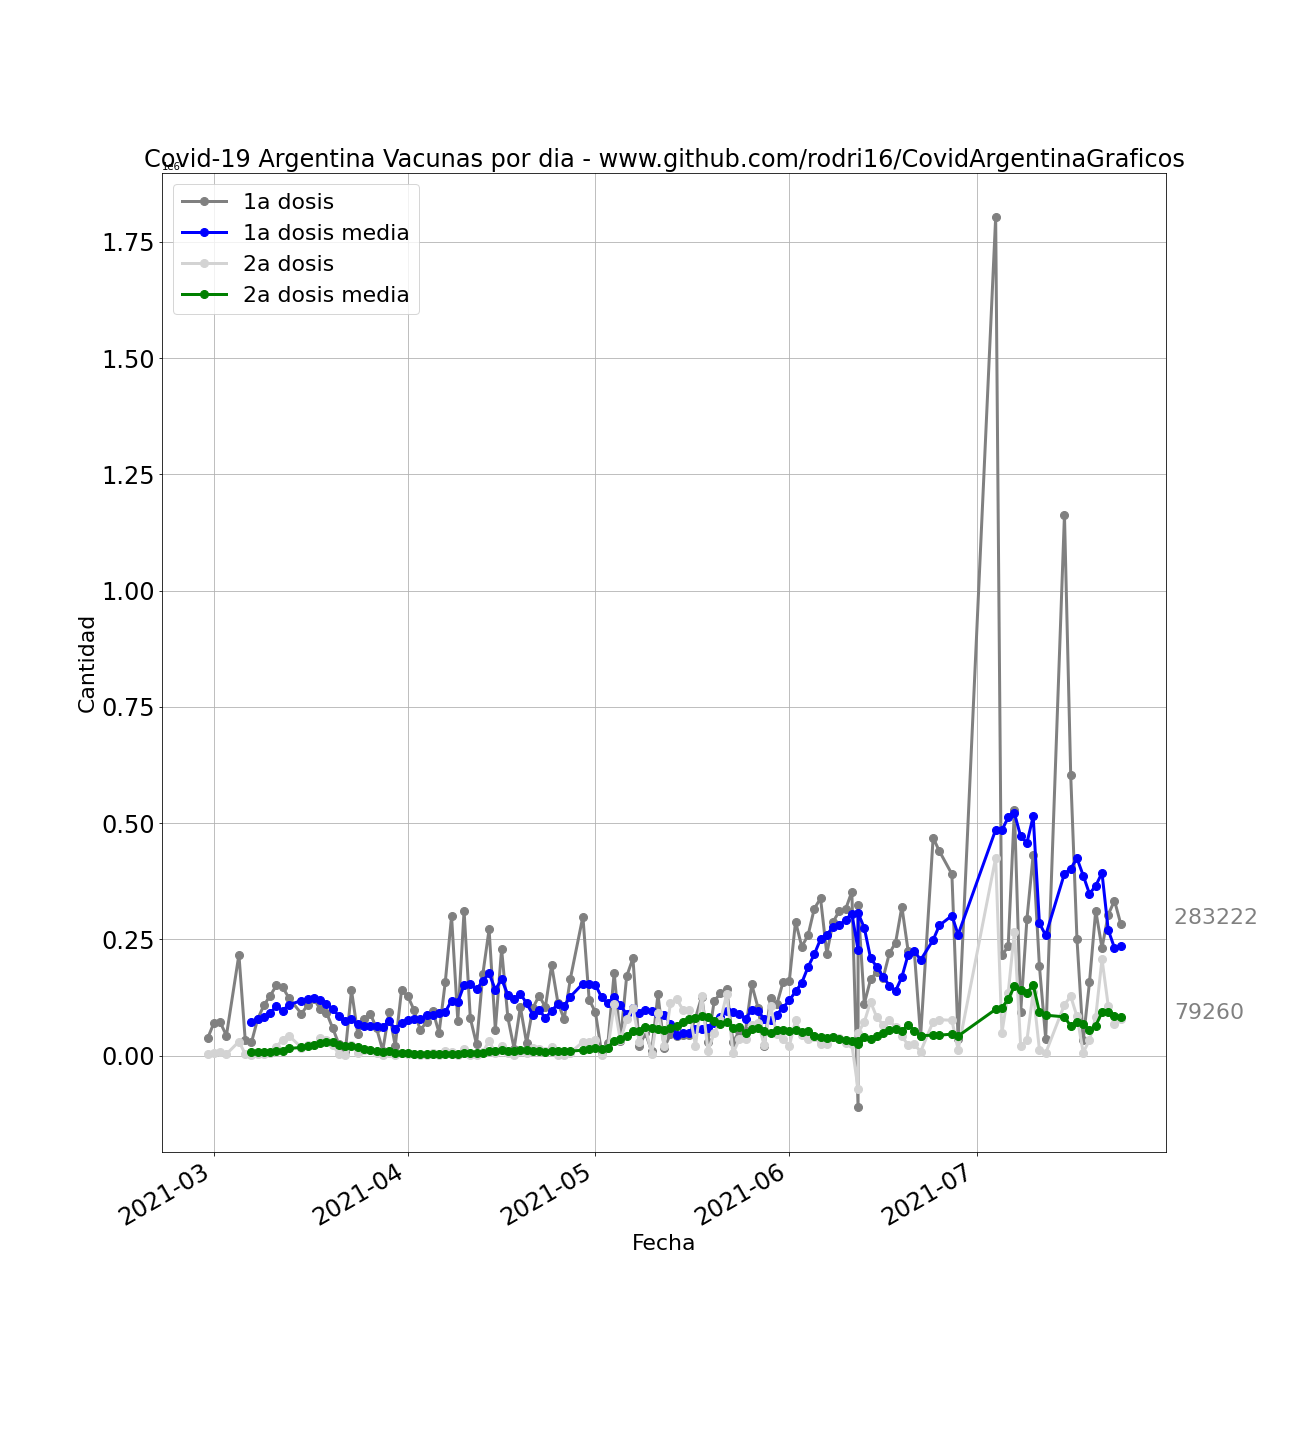 Covid-19 Argentina Vacunas por dia - www.github.com/rodri16/CovidArgentinaGraficos
1e6
1a dosis
1a dosis media
2a dosis
2a dosis media
1.75
1.50
1.25
1.00
0.75
0.50
0.25
0.00
Cantidad
283222
79260
2021-03
2021-04
2021-05
2021-06
2021-07
Fecha